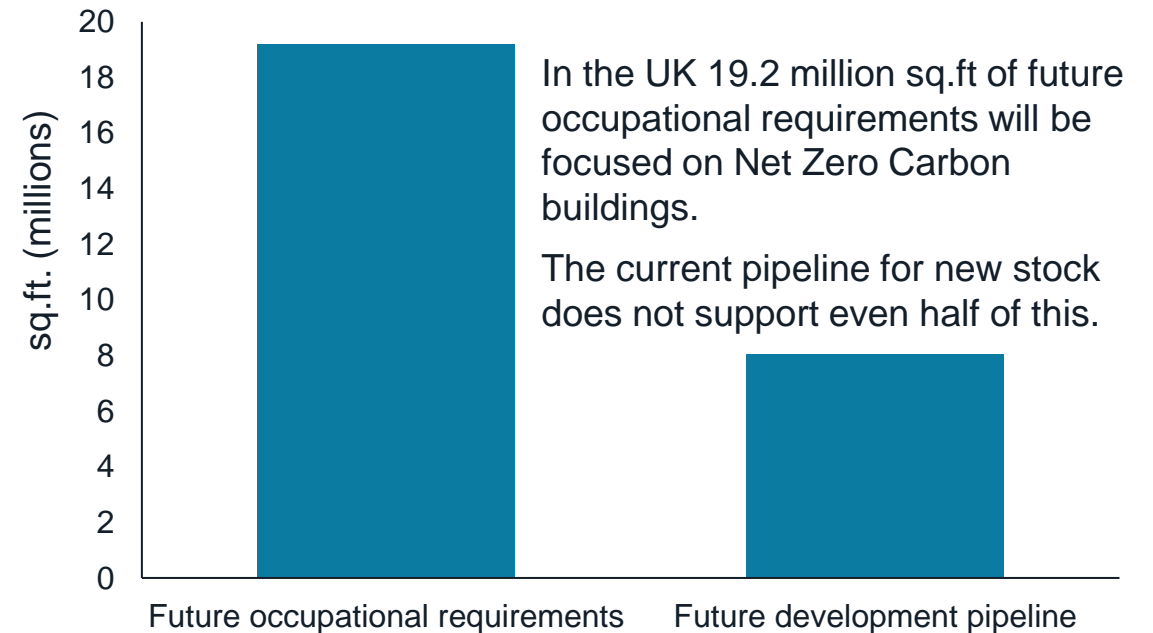 20
18
16
14
12
10
8
6
4
2
0
sq.ft. (millions)
In the UK 19.2 million sq.ft of future
occupational requirements will be
focused on Net Zero Carbon
buildings.
The current pipeline for new stock
does not support even half of this.
Future occupational requirements
Future development pipeline